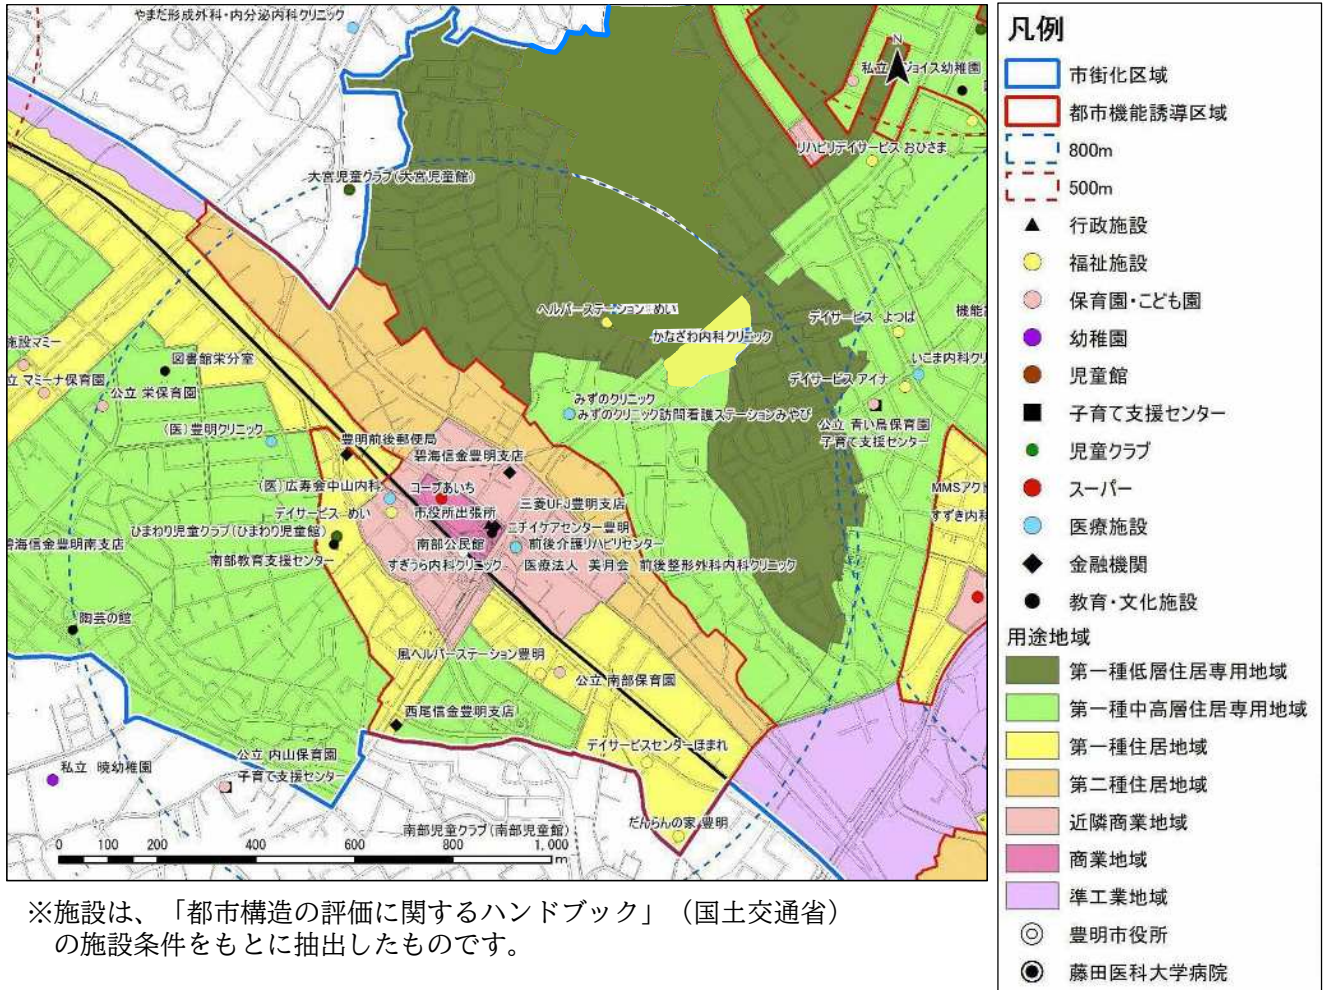 やまだ形成外科・内分泌内科クリニック
N
リハビリデイサービス おひさま
大宮児童クラブ(大宮児童館)
ヘルパーステーション めい
かなざわ内科クリニック
デイサービス よつば
図書館栄分室
公立 栄保育園
いこま内科クリ
デイサービス アイナ
みずのクリニック
みずのクリニック訪問看護ステーションみやび
公立 青い鳥保育園
子育て支援センター
(医)豊明クリニック
豊明前後郵便局
碧海信金豊明支店
(医)広寿会中山内科
コープあいち
MMSアクト
デイサービス めい
市役所出張所
三菱UFJ豊明支店
すずき内科
ひまわり児童クラブ(ひまわり児童館)
ニチイケアセンター豊明
碧海信金豊明南支店
南部公民館
前後介護リハビリセンター
南部教育支援センター
すぎうら内科クリニック
医療法人 美月会 前後整形外科内科クリニック
陶芸の館
風ヘルパーステーション豊明
公立 南部保育園
西尾信金豊明支店
デイサービスセンターほまれ
公立 内山保育園
子育て支援センター
私立 暁幼稚園
だんらんの家 豊明
南部児童クラブ(南部児童館)
0 100 200 400 600 800 1,000
m
凡例
市街化区域
都市機能誘導区域
800m
500m
行政施設
福祉施設
保育園・こども園
幼稚園
児童館
子育て支援センター
児童クラブ
スーパー
医療施設
金融機関
教育・文化施設
用途地域
第一種低層住居専用地域
第一種中高層住居専用地域
第一種住居地域
第二種住居地域
近隣商業地域
商業地域
準工業地域
豊明市役所
藤田医科大学病院
※施設は、「都市構造の評価に関するハンドブック」(国土交通省)
の施設条件をもとに抽出したものです。